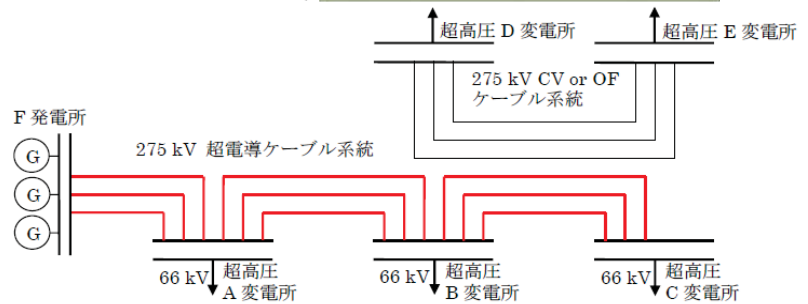 超高圧 D 変電所
超高圧 E 変電所
275 kV CV or OF
ケーブル系統
F 発電所
275 kV 超電導ケーブル系統
G
G
G
66 kV
超高圧
A 変電所
66 kV
超高圧
B 変電所
66 kV
超高圧
C 変電所